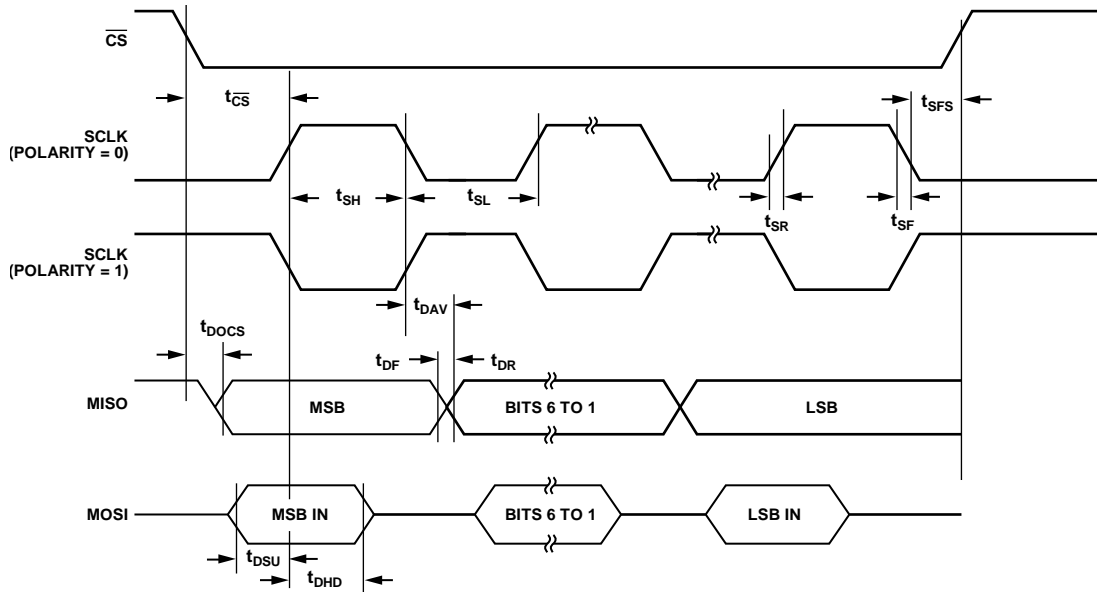 CS
tCS
tSFS
SCLK
(POLARITY = 0)
tSH
tSL
tSR
tSF
SCLK
(POLARITY = 1)
tDAV
tDOCS
tDF
tDR
MISO
MSB
BITS 6 TO 1
LSB
MOSI
MSB IN
BITS 6 TO 1
LSB IN
tDSU
tDHD